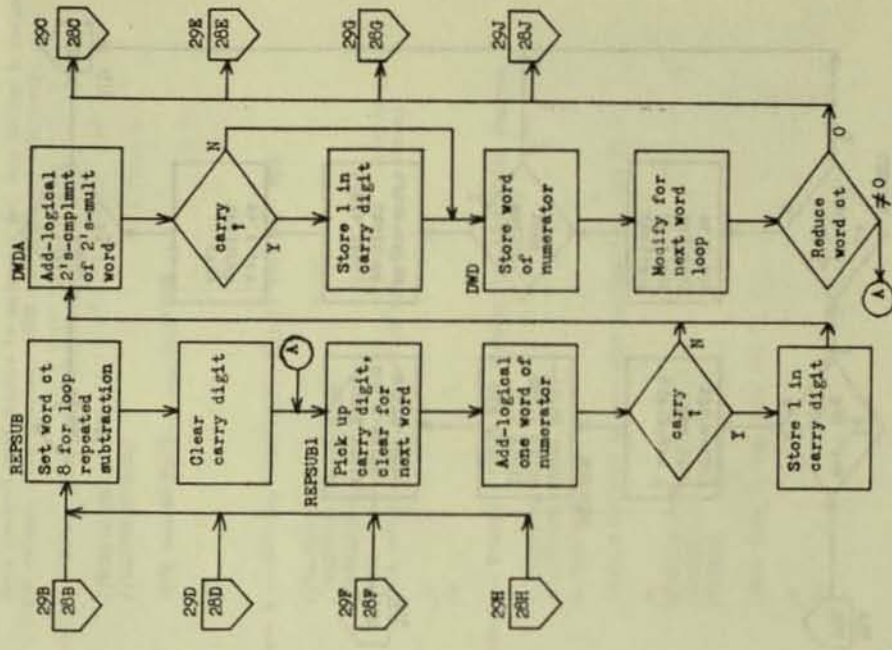 29B
28B
29D
28D
29F
28F
29H
28H
REPSUB
Set word ct
8 for loop
repeated
subtraction
Clear
carry digit
A
REPSUB1
Pick up
carry digit,
clear for
next word
Add-logical
one word of
numerator
carry
?
N
Y
Store 1 in
carry digit
DWDA
Add-logical
2's-cmplmnt
of 2's-mult
word
carry
?
N
Y
Store 1 in
carry digit
DWD
Store word
of
numerator
Modify for
next word
loop
Reduce
word ct
0
≠0
A
29C
28C
29E
28E
29G
28G
29J
28J